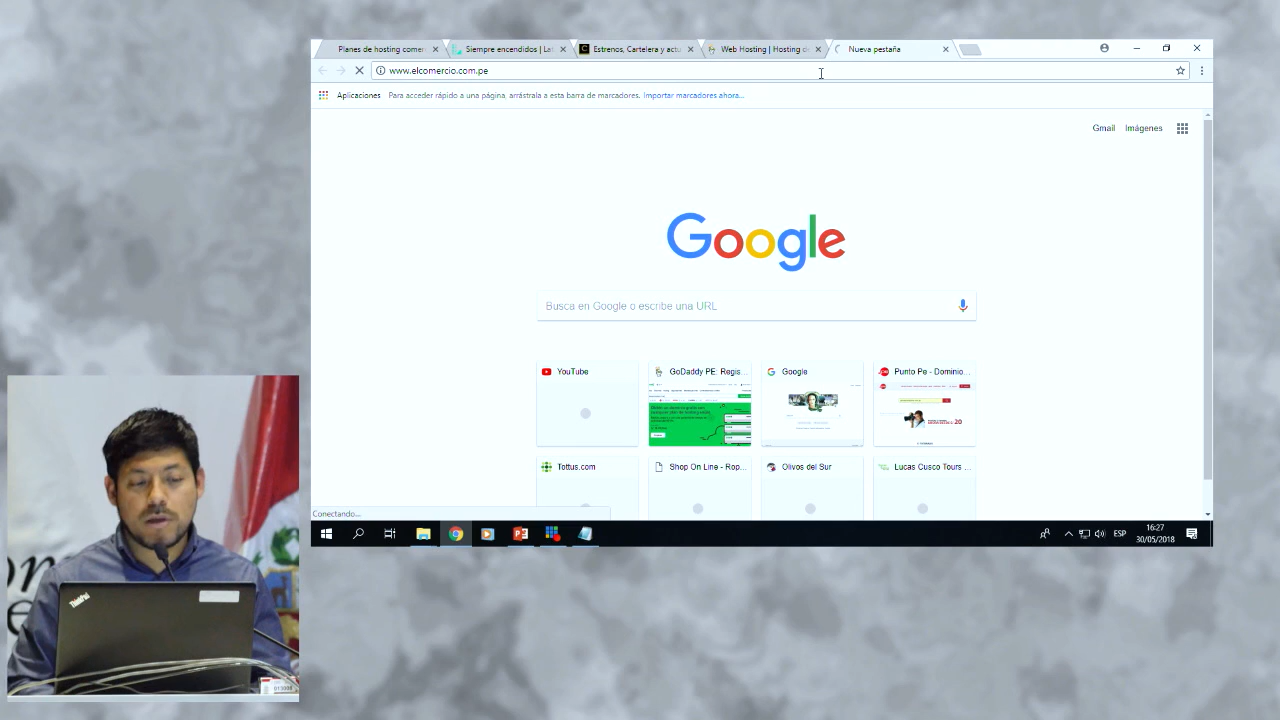 Planes de hosting comer
Siempre encendidos | Lat
Estrenos, Cartelera y actu
Web Hosting | Hosting de
Nueva pestaña
www.elcomercio.com.pe
Aplicaciones
Para acceder rápido a una página, arrástrala a esta barra de marcadores. Importar marcadores ahora...
Gmail Imágenes
Google
Busca en Google o escribe una URL
YouTube
GoDaddy PE: Regis...
Google
Punto Pe - Dominio...
Tottus.com
Shop On Line - Rop...
Olivos del Sur
Lucas Cusco Tours ...
Conectando...
ESP
16:27
30/05/2018
ThinkPad